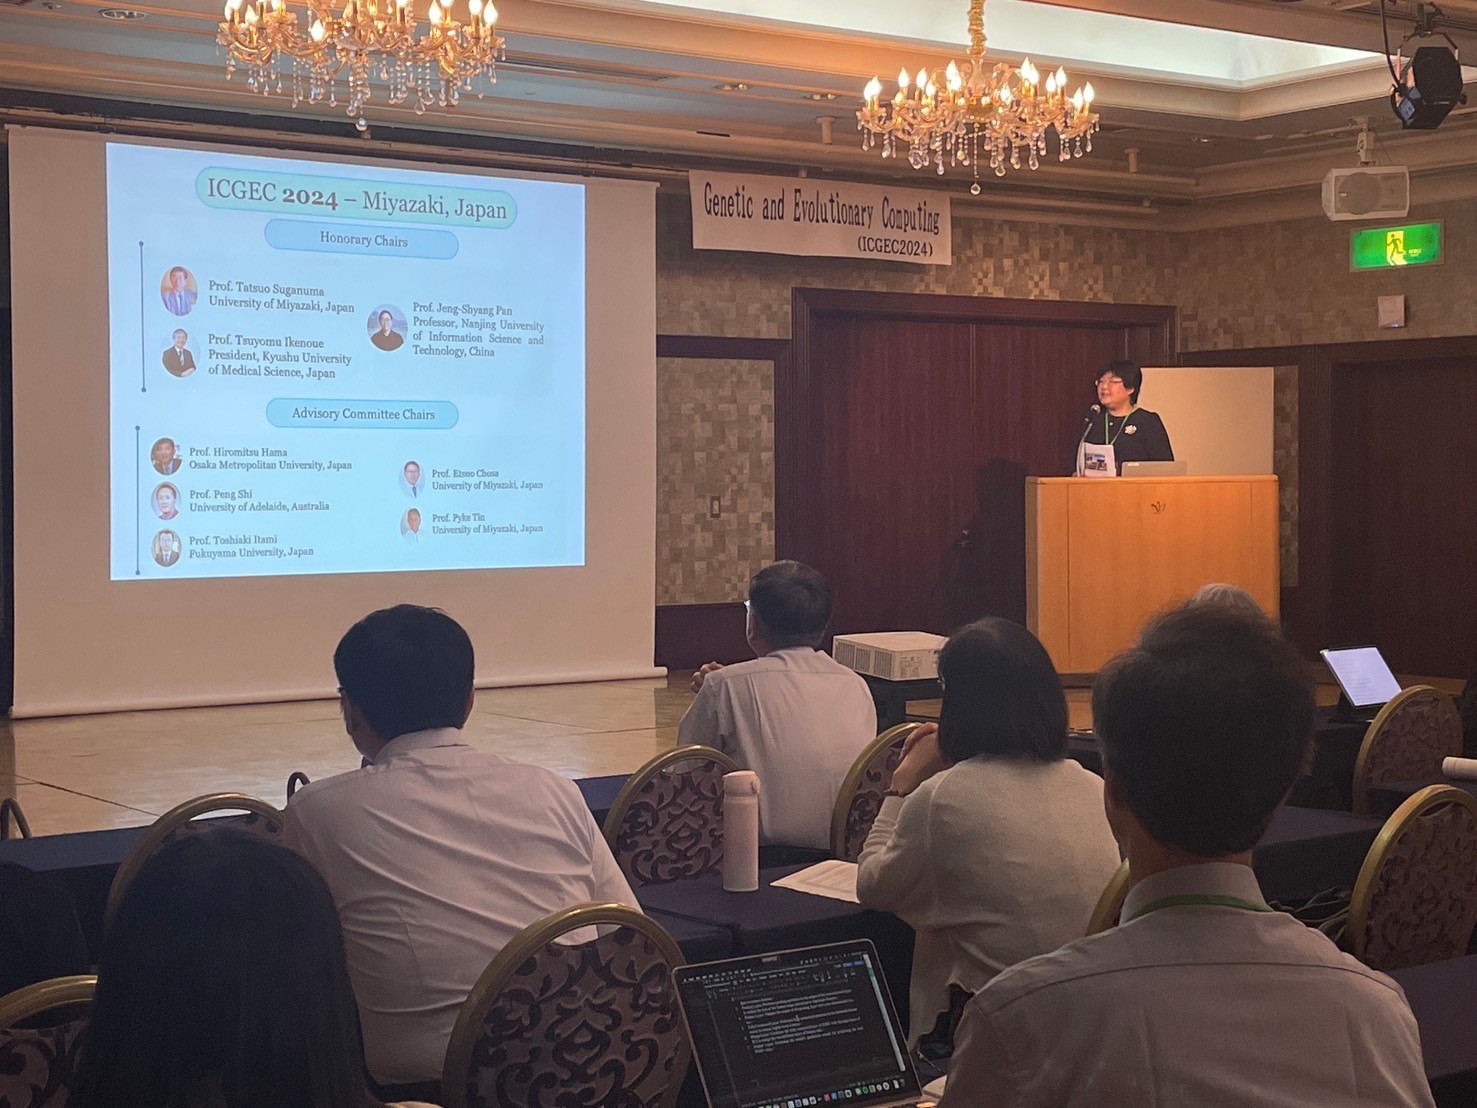 ICGEC 2024 – Miyazaki, Japan
Honorary Chairs
Prof. Tatsuo Suganuma
University of Miyazaki, Japan
Prof. Tsuyomu Ikenoue
President, Kyushu University
of Medical Science, Japan
Prof. Jeng-Shyang Pan
Professor, Nanjing University
of Information Science and
Technology, China
Advisory Committee Chairs
Prof. Hiromitsu Hama
Osaka Metropolitan University, Japan
Prof. Peng Shi
University of Adelaide, Australia
Prof. Toshiaki Itami
Fukuyama University, Japan
Prof. Etsuo Chosa
University of Miyazaki, Japan
Prof. Pyke Tin
University of Miyazaki, Japan
Genetic and Evolutionary Computing
(ICGEC2024)